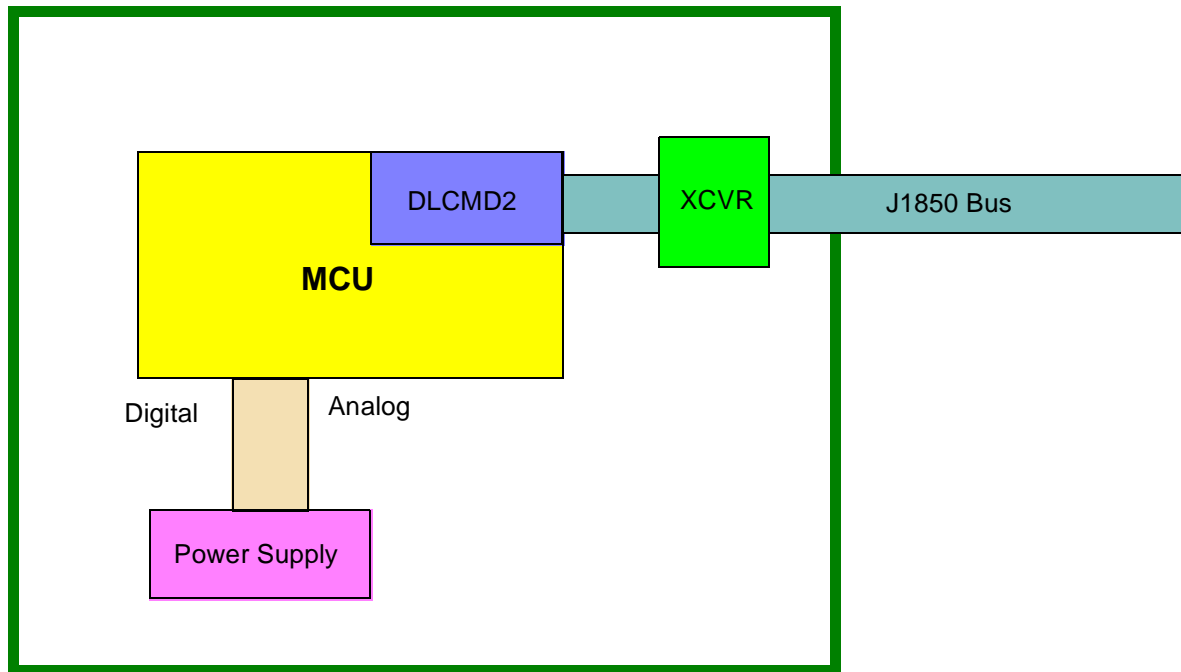 DLCMD2
XCVR
J1850 Bus
MCU
Digital
Analog
Power Supply